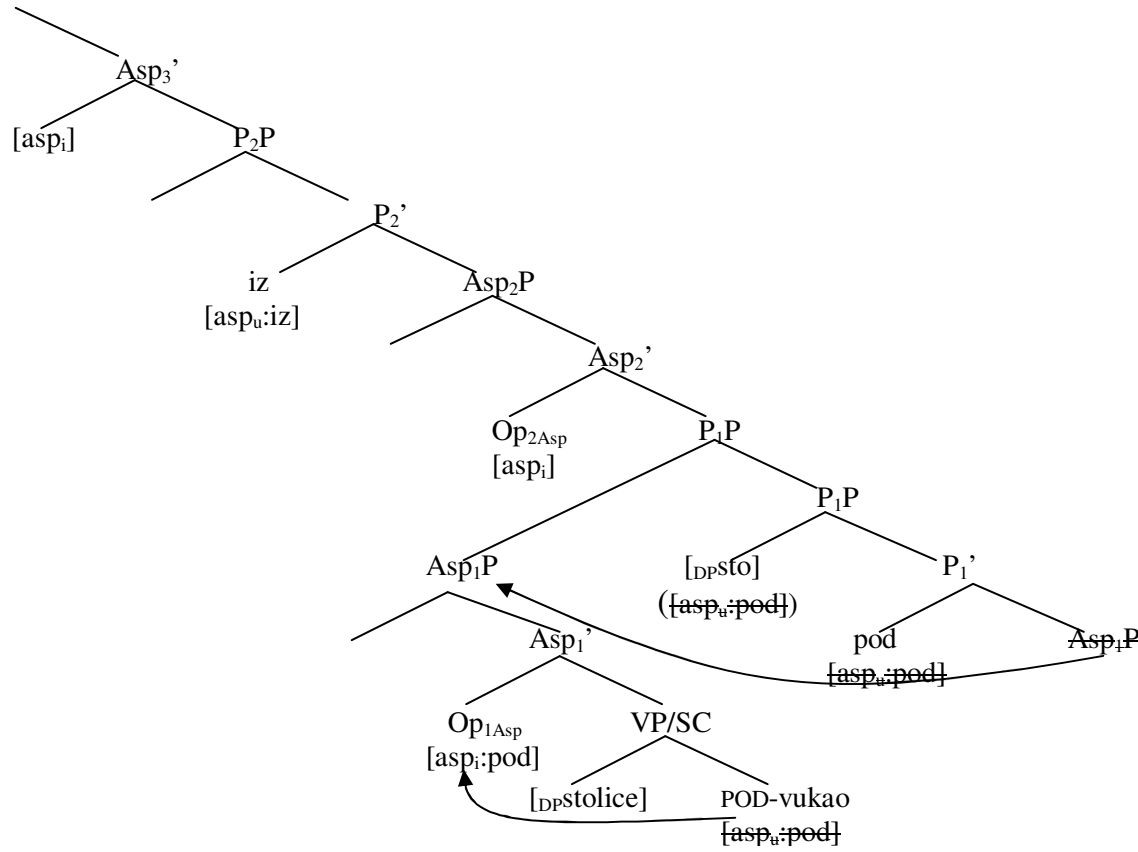 Asp₃’
[aspᵢ] P₂P
P₂’
iz Asp₂P
[aspᵤ:iz]
Asp₂’
Op₂Asp P₁P
[aspᵢ]
P₁P
Asp₁P [DPsto] P₁’
([aspᵤ:pod])
Asp₁’ pod Asp₁P
[aspᵤ:pod]
Op₁Asp VP/SC
[aspᵢ:pod]
[DPstolice] POD-vukao
[aspᵤ:pod]